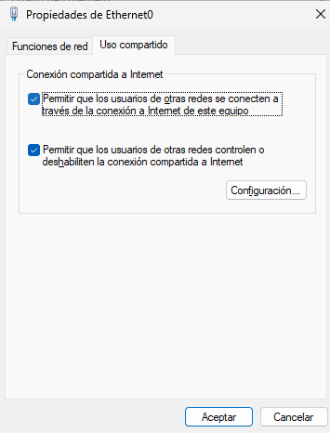 Propiedades de Ethernet0
Funciones de red
Uso compartido
Conexión compartida a Internet
Permitir que los usuarios de otras redes se conecten a
través de la conexión a Internet de este equipo
Permitir que los usuarios de otras redes controlen o
deshabiliten la conexión compartida a Internet
Configuración...
Aceptar
Cancelar